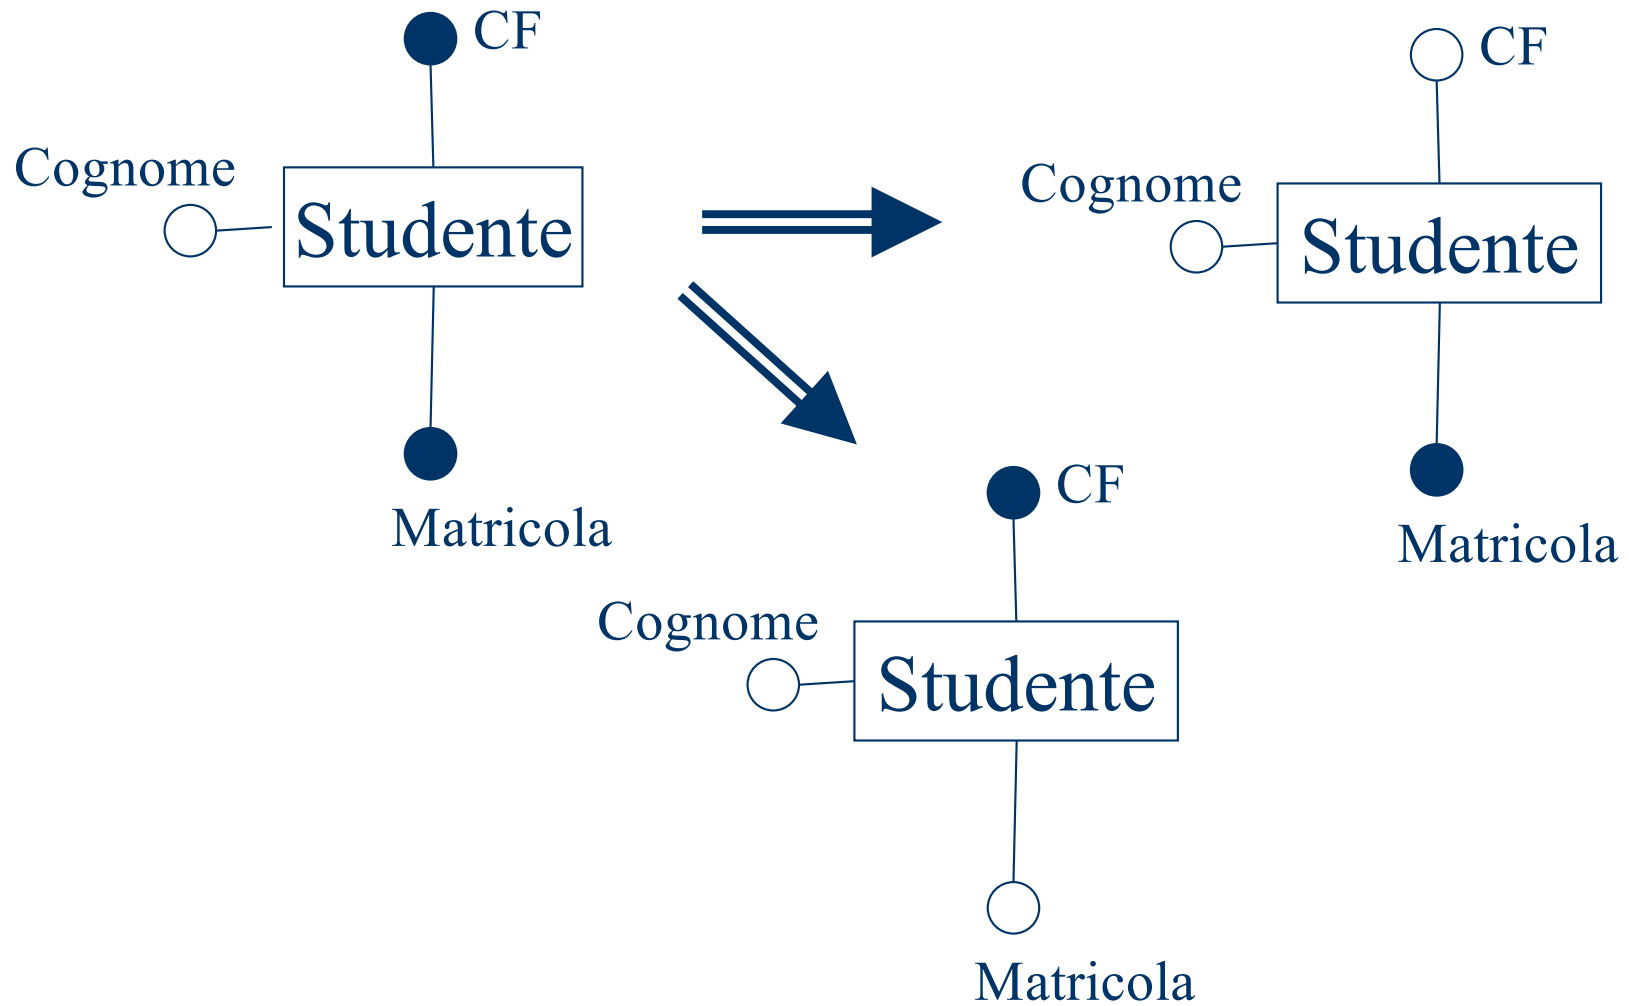 CF
Cognome
Studente
Matricola
CF
Cognome
Studente
Matricola
CF
Cognome
Studente
Matricola